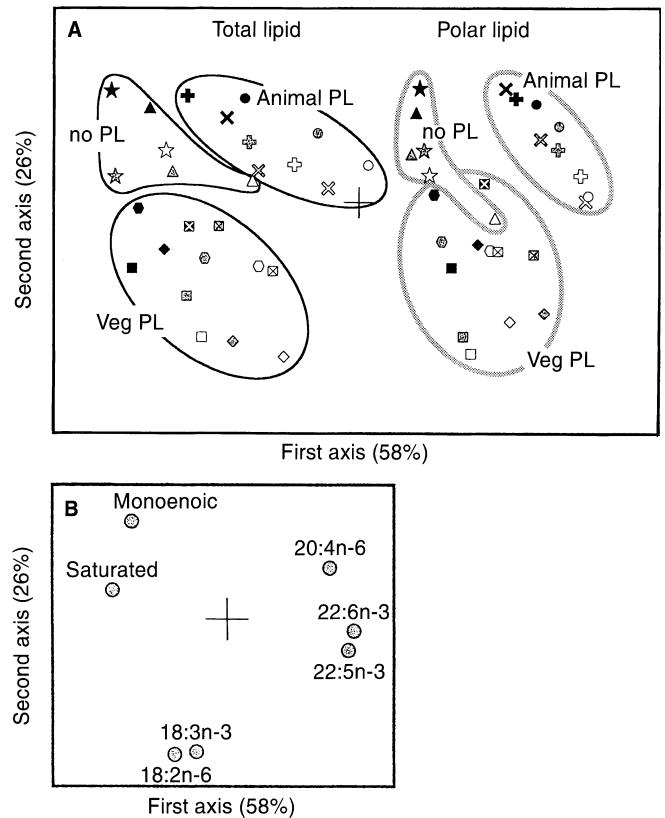 A
Total lipid
Polar lipid
Animal PL
Animal PL
no PL
no PL
Second axis (26%)
Veg PL
Veg PL
First axis (58%)
B
Monoenoic
20:4n-6
Saturated
22:6n-3
22:5n-3
Second axis (26%)
18:3n-3
18:2n-6
First axis (58%)